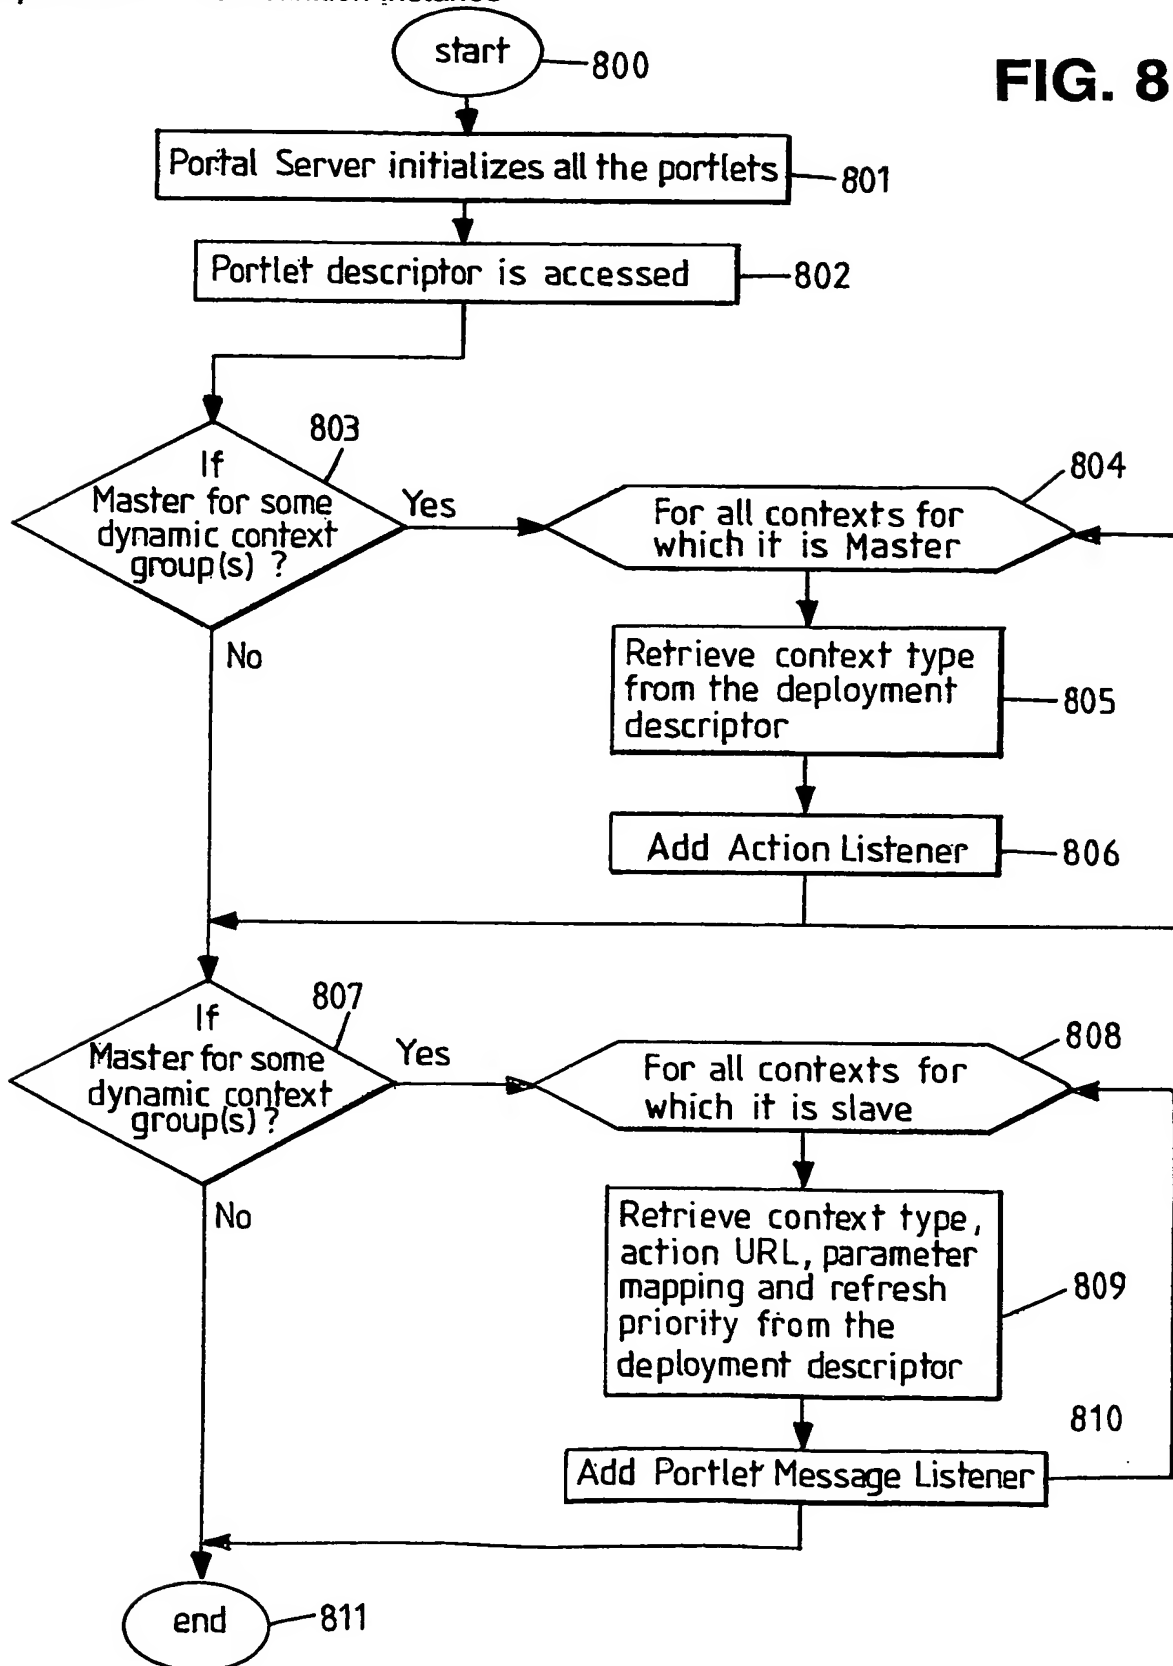 start
800
FIG. 8
Portal Server initializes all the portlets
801
Portlet descriptor is accessed
802
803
If
Master for some
dynamic context
group(s) ?
Yes
No
804
For all contexts for
which it is Master
Retrieve context type
from the deployment
descriptor
805
Add Action Listener
806
807
If
Master for some
dynamic context
group(s) ?
Yes
No
808
For all contexts for
which it is slave
Retrieve context type,
action URL, parameter
mapping and refresh
priority from the
deployment descriptor
809
810
Add Portlet Message Listener
end
811